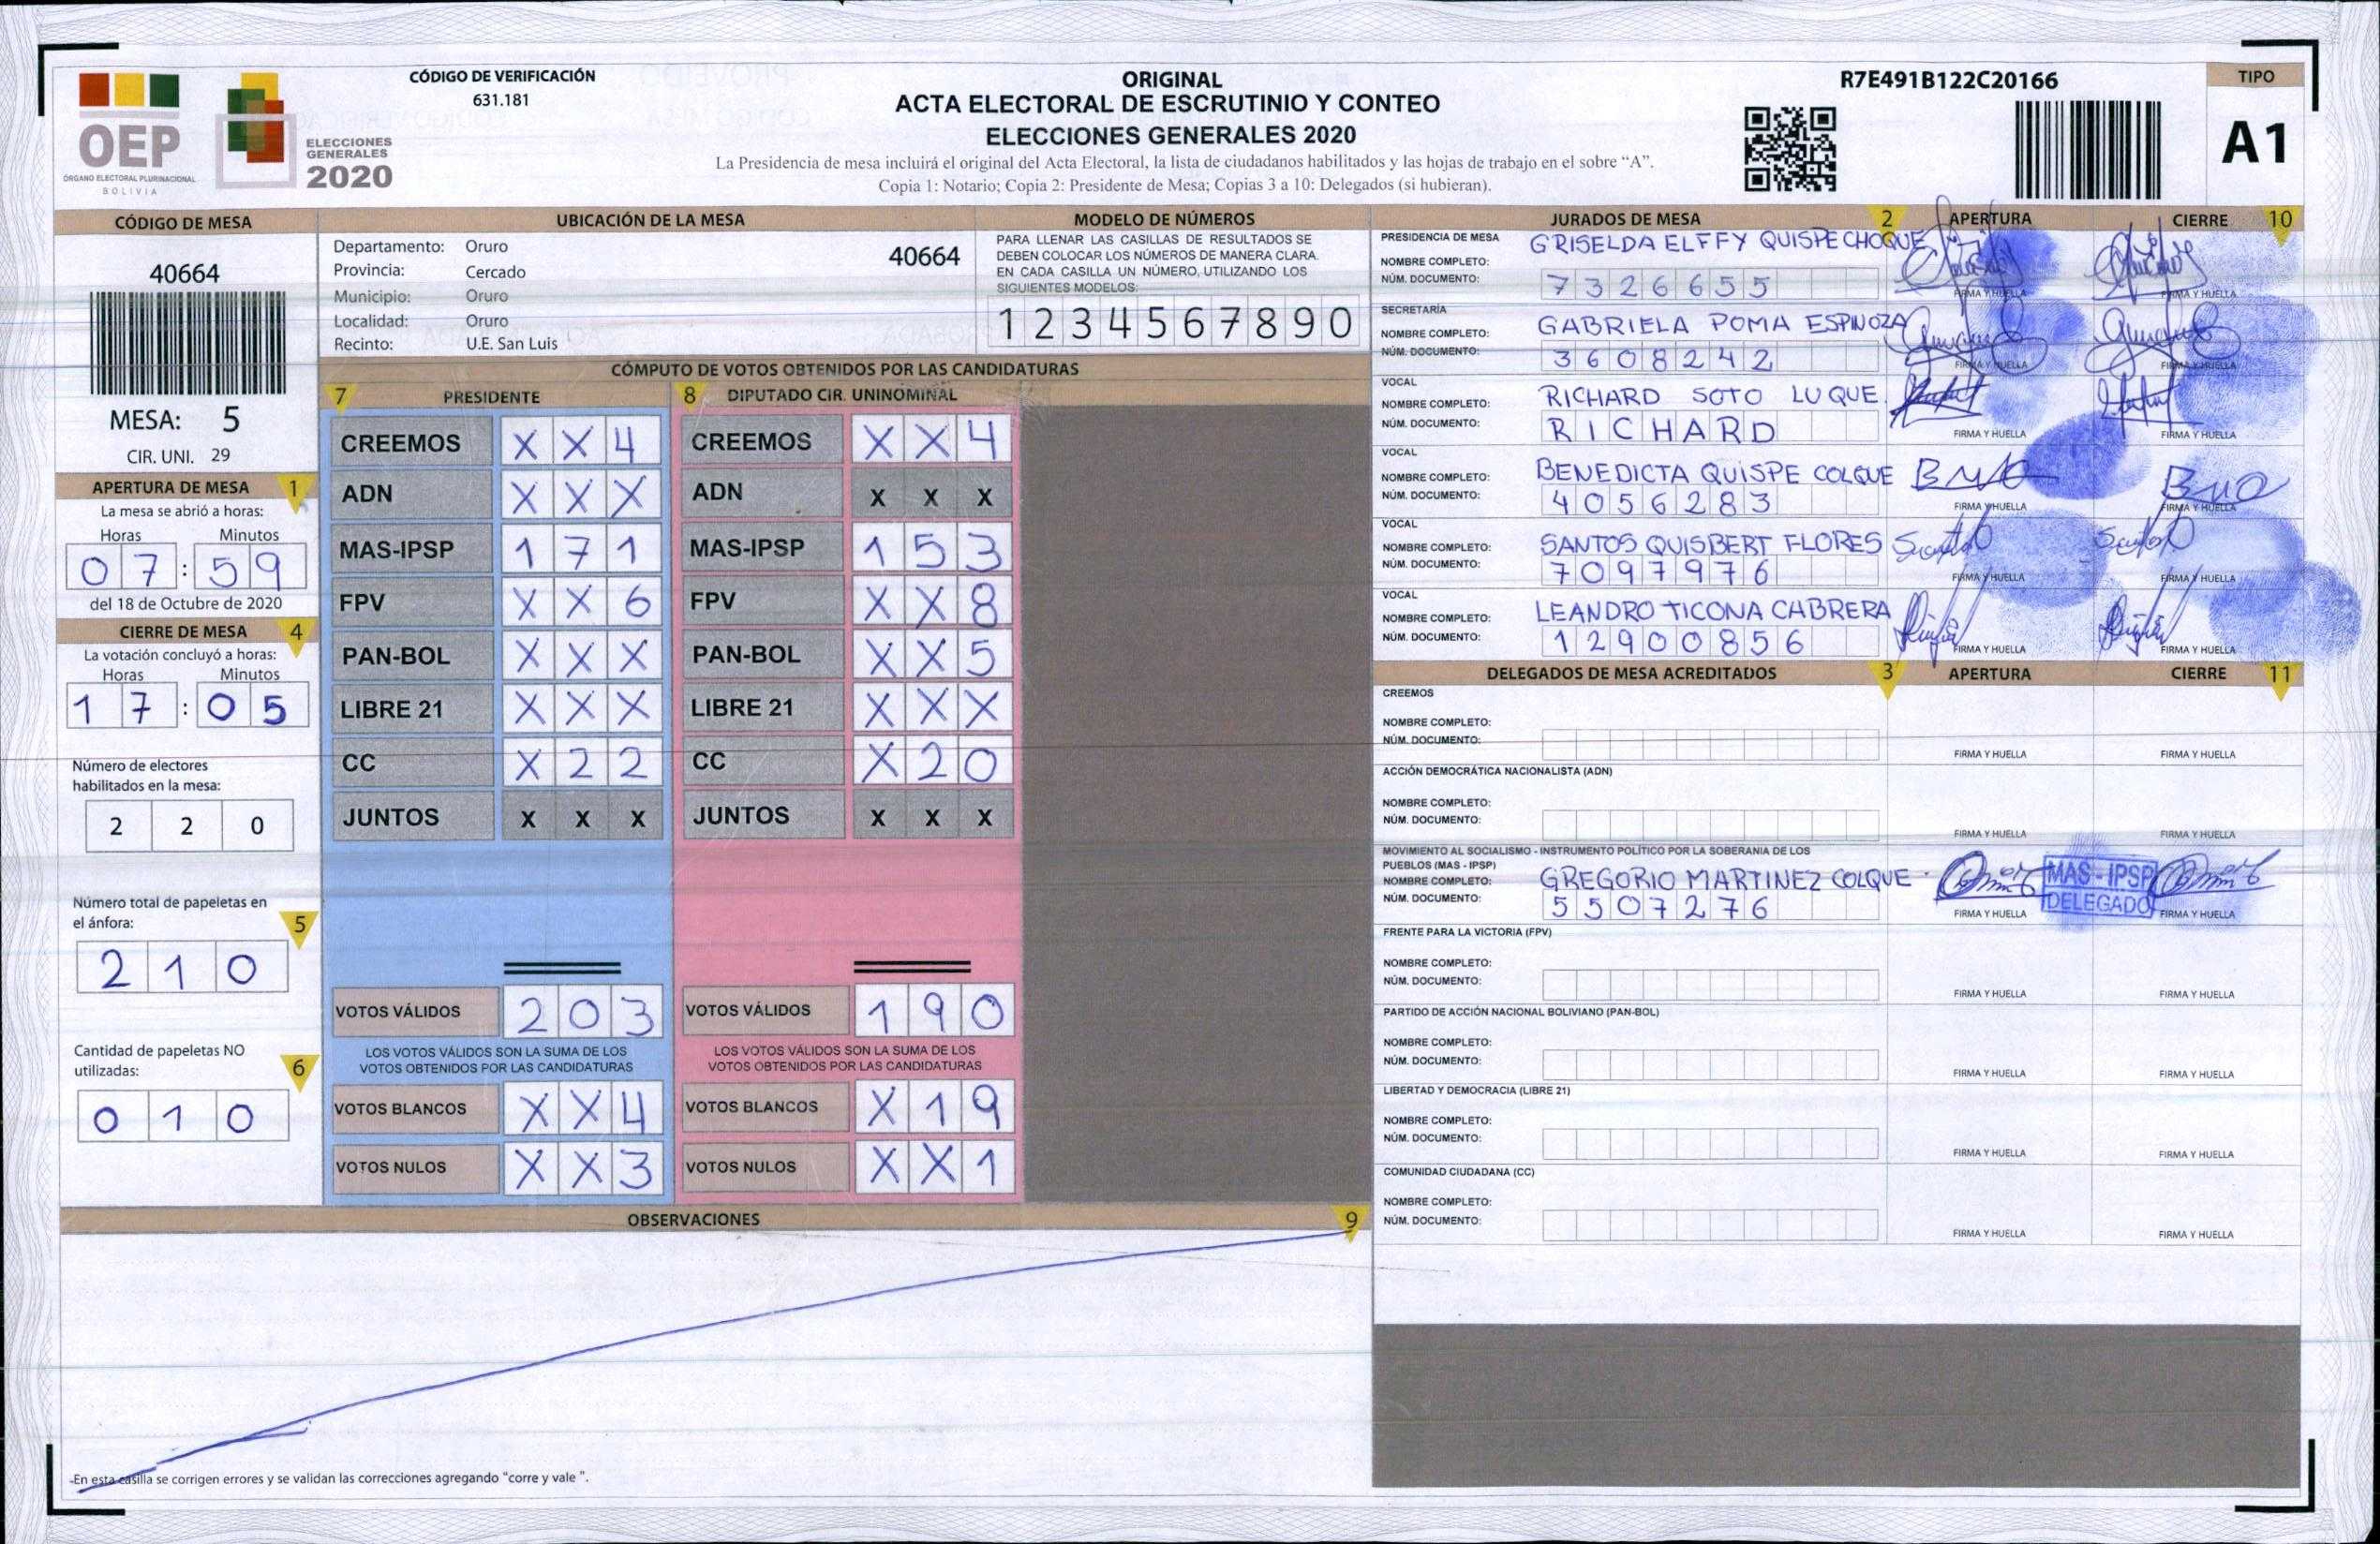 OEP
ÓRGANO ELECTORAL PLURINACIONAL
BOLIVIA
ELECCIONES
GENERALES
2020
CÓDIGO DE VERIFICACIÓN
631.181
ORIGINAL
ACTA ELECTORAL DE ESCRUTINIO Y CONTEO
ELECCIONES GENERALES 2020
La Presidencia de mesa incluirá el original del Acta Electoral, la lista de ciudadanos habilitados y las hojas de trabajo en el sobre “A”.
Copia 1: Notario; Copia 2: Presidente de Mesa; Copias 3 a 10: Delegados (si hubieran).
R7E491B122C20166
TIPO
A1
CÓDIGO DE MESA
40664
MESA: 5
CIR. UNI. 29
APERTURA DE MESA 1
La mesa se abrió a horas:
Horas Minutos
07:59
del 18 de Octubre de 2020
CIERRE DE MESA 4
La votación concluyó a horas:
Horas Minutos
17:05
Número de electores
habilitados en la mesa:
2 2 0
Número total de papeletas en
el ánfora: 5
2 1 0
Cantidad de papeletas NO
utilizadas: 6
0 1 0
UBICACIÓN DE LA MESA
Departamento: Oruro 40664
Provincia: Cercado
Municipio: Oruro
Localidad: Oruro
Recinto: U.E. San Luis
MODELO DE NÚMEROS
PARA LLENAR LAS CASILLAS DE RESULTADOS SE
DEBEN COLOCAR LOS NÚMEROS DE MANERA CLARA.
EN CADA CASILLA UN NÚMERO, UTILIZANDO LOS
SIGUIENTES MODELOS:
1 2 3 4 5 6 7 8 9 0
CÓMPUTO DE VOTOS OBTENIDOS POR LAS CANDIDATURAS
7 PRESIDENTE
CREEMOS X X 4
ADN X X X
MAS-IPSP 1 7 1
FPV X X 6
PAN-BOL X X X
LIBRE 21 X X X
CC X 2 2
JUNTOS X X X
VOTOS VÁLIDOS 2 0 3
LOS VOTOS VÁLIDOS SON LA SUMA DE LOS
VOTOS OBTENIDOS POR LAS CANDIDATURAS
VOTOS BLANCOS X X 4
VOTOS NULOS X X 3
8 DIPUTADO CIR. UNINOMINAL
CREEMOS X X 4
ADN X X X
MAS-IPSP 1 5 3
FPV X X 8
PAN-BOL X X 5
LIBRE 21 X X X
CC X 2 0
JUNTOS X X X
VOTOS VÁLIDOS 1 9 0
LOS VOTOS VÁLIDOS SON LA SUMA DE LOS
VOTOS OBTENIDOS POR LAS CANDIDATURAS
VOTOS BLANCOS X 1 9
VOTOS NULOS X X 1
OBSERVACIONES 9
-En esta casilla se corrigen errores y se validan las correcciones agregando “corre y vale ”.
JURADOS DE MESA 2 APERTURA CIERRE 10
PRESIDENCIA DE MESA
NOMBRE COMPLETO: GRISELDA ELFFY QUISPE CHOQUE
NÚM. DOCUMENTO: 7326655
FIRMA Y HUELLA FIRMA Y HUELLA
SECRETARÍA
NOMBRE COMPLETO: GABRIELA POMA ESPINOZA
NÚM. DOCUMENTO: 3608242
FIRMA Y HUELLA FIRMA Y HUELLA
VOCAL
NOMBRE COMPLETO: RICHARD SOTO LUQUE
NÚM. DOCUMENTO: RICHARD
FIRMA Y HUELLA FIRMA Y HUELLA
VOCAL
NOMBRE COMPLETO: BENEDICTA QUISPE COLQUE
NÚM. DOCUMENTO: 4056283
FIRMA Y HUELLA FIRMA Y HUELLA
VOCAL
NOMBRE COMPLETO: SANTOS QUISBERT FLORES
NÚM. DOCUMENTO: 7097976
FIRMA Y HUELLA FIRMA Y HUELLA
VOCAL
NOMBRE COMPLETO: LEANDRO TICONA CABRERA
NÚM. DOCUMENTO: 12900856
FIRMA Y HUELLA FIRMA Y HUELLA
DELEGADOS DE MESA ACREDITADOS 3 APERTURA CIERRE 11
CREEMOS
NOMBRE COMPLETO:
NÚM. DOCUMENTO:
FIRMA Y HUELLA FIRMA Y HUELLA
ACCIÓN DEMOCRÁTICA NACIONALISTA (ADN)
NOMBRE COMPLETO:
NÚM. DOCUMENTO:
FIRMA Y HUELLA FIRMA Y HUELLA
MOVIMIENTO AL SOCIALISMO - INSTRUMENTO POLÍTICO POR LA SOBERANIA DE LOS
PUEBLOS (MAS - IPSP)
NOMBRE COMPLETO: GREGORIO MARTINEZ COLQUE
NÚM. DOCUMENTO: 5507276
MAS - IPSP
DELEGADO
FIRMA Y HUELLA FIRMA Y HUELLA
FRENTE PARA LA VICTORIA (FPV)
NOMBRE COMPLETO:
NÚM. DOCUMENTO:
FIRMA Y HUELLA FIRMA Y HUELLA
PARTIDO DE ACCIÓN NACIONAL BOLIVIANO (PAN-BOL)
NOMBRE COMPLETO:
NÚM. DOCUMENTO:
FIRMA Y HUELLA FIRMA Y HUELLA
LIBERTAD Y DEMOCRACIA (LIBRE 21)
NOMBRE COMPLETO:
NÚM. DOCUMENTO:
FIRMA Y HUELLA FIRMA Y HUELLA
COMUNIDAD CIUDADANA (CC)
NOMBRE COMPLETO:
NÚM. DOCUMENTO:
FIRMA Y HUELLA FIRMA Y HUELLA